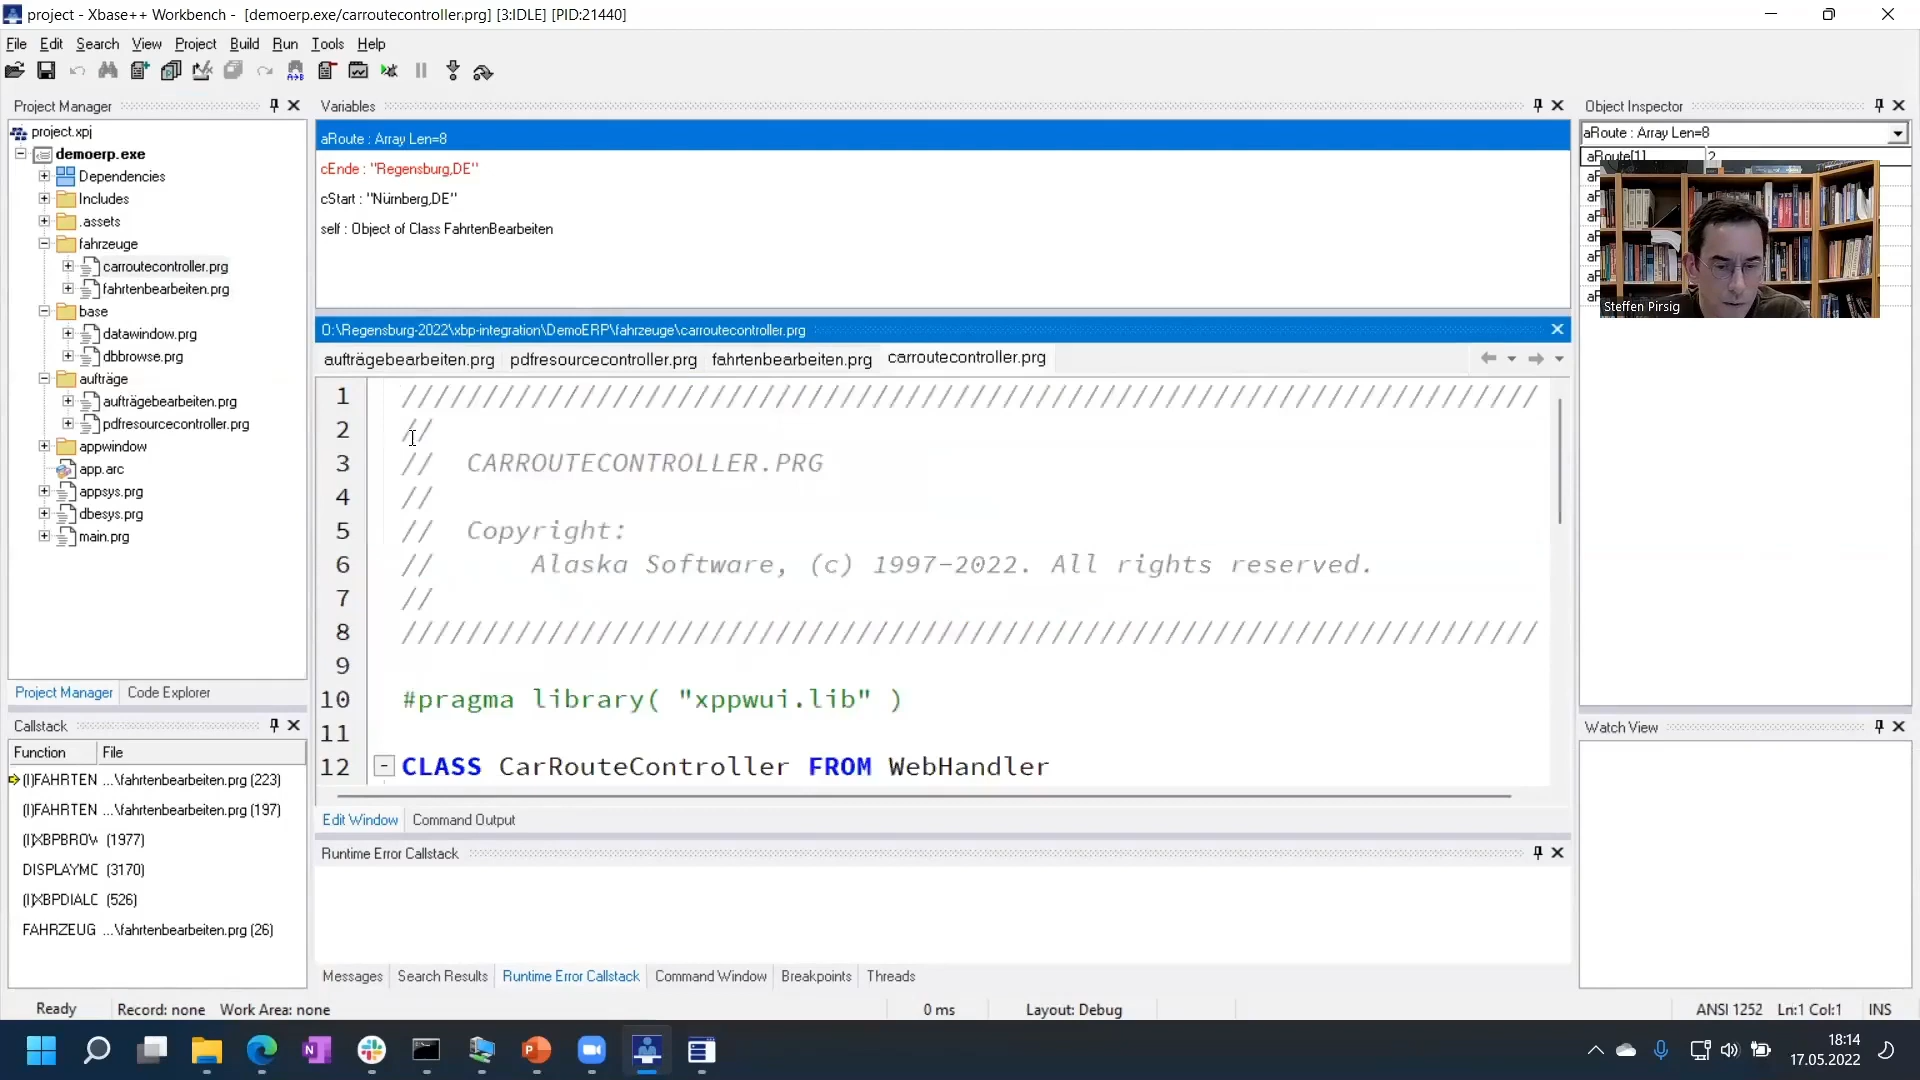 project - Xbase++ Workbench - [demoerp.exe/carroutecontroller.prg] [3:IDLE] [PID:21440]
File Edit Search View Project Build Run Tools Help
Project Manager
project.xpj
demoerp.exe
Dependencies
Includes
.assets
fahrzeuge
carroutecontroller.prg
fahrtenbearbeiten.prg
base
datawindow.prg
dbbrowse.prg
aufträge
aufträgebearbeiten.prg
pdfresourcecontroller.prg
appwindow
app.arc
appsys.prg
dbesys.prg
main.prg
Project Manager Code Explorer
Callstack
Function File
(I)FAHRTEN ...\fahrtenbearbeiten.prg (223)
(I)FAHRTEN ...\fahrtenbearbeiten.prg (197)
(I)XBPBROW (1977)
DISPLAYMC (3170)
(I)XBPDIALC (526)
FAHRZEUG ...\fahrtenbearbeiten.prg (26)
Variables
aRoute : Array Len=8
cEnde : "Regensburg,DE"
cStart : "Nürnberg,DE"
self : Object of Class FahrtenBearbeiten
O:\Regensburg-2022\xbp-integration\DemoERP\fahrzeuge\carroutecontroller.prg
aufträgebearbeiten.prg pdfresourcecontroller.prg fahrtenbearbeiten.prg carroutecontroller.prg
1 ///////////////////////////////////////////////////////////////////////
2 //
3 // CARROUTECONTROLLER.PRG
4 //
5 // Copyright:
6 // Alaska Software, (c) 1997-2022. All rights reserved.
7 //
8 ///////////////////////////////////////////////////////////////////////
9
10 #pragma library( "xppwui.lib" )
11
12 CLASS CarRouteController FROM WebHandler
Edit Window Command Output
Runtime Error Callstack
Messages Search Results Runtime Error Callstack Command Window Breakpoints Threads
Object Inspector
aRoute : Array Len=8
aRoute[1] 2
Steffen Pirsig
Watch View
Ready Record: none Work Area: none 0 ms Layout: Debug ANSI 1252 Ln:1 Col:1 INS
18:14
17.05.2022